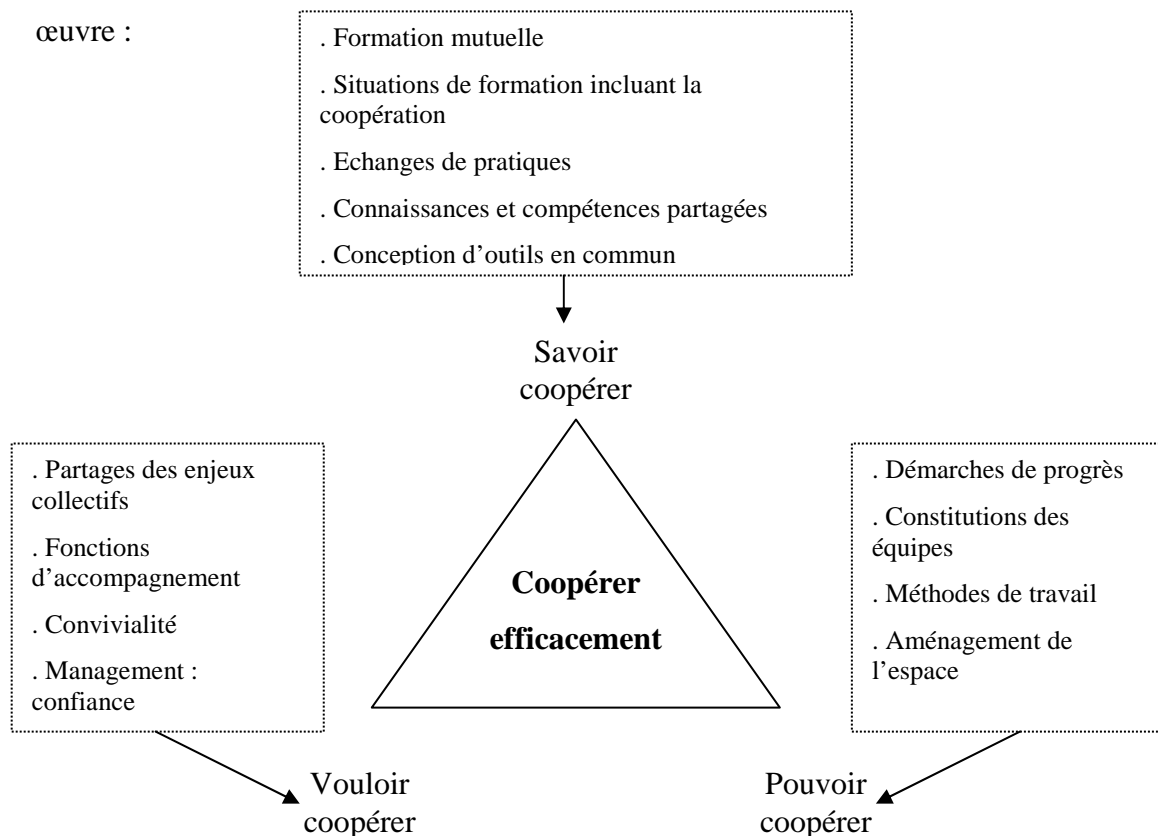 œuvre :
. Formation mutuelle
. Situations de formation incluant la
coopération
. Echanges de pratiques
. Connaissances et compétences partagées
. Conception d’outils en commun
Savoir
coopérer
. Partages des enjeux
collectifs
. Fonctions
d’accompagnement
. Convivialité
. Management :
confiance
Coopérer
efficacement
. Démarches de progrès
. Constitutions des
équipes
. Méthodes de travail
. Aménagement de
l’espace
Vouloir
coopérer
Pouvoir
coopérer